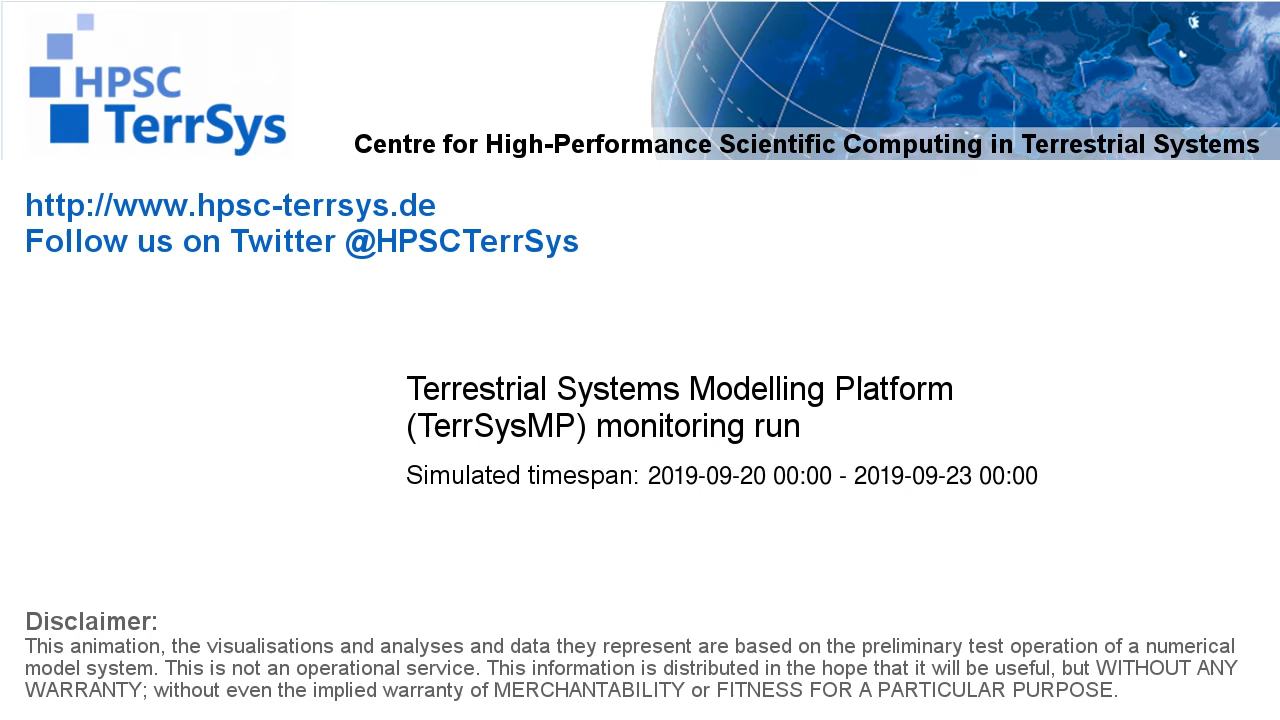 HPSC
TerrSys
Centre for High-Performance Scientific Computing in Terrestrial Systems
http://www.hpsc-terrsys.de
Follow us on Twitter @HPSCTerrSys
Terrestrial Systems Modelling Platform
(TerrSysMP) monitoring run
Simulated timespan: 2019-09-20 00:00 - 2019-09-23 00:00
Disclaimer:
This animation, the visualisations and analyses and data they represent are based on the preliminary test operation of a numerical
model system. This is not an operational service. This information is distributed in the hope that it will be useful, but WITHOUT ANY
WARRANTY; without even the implied warranty of MERCHANTABILITY or FITNESS FOR A PARTICULAR PURPOSE.